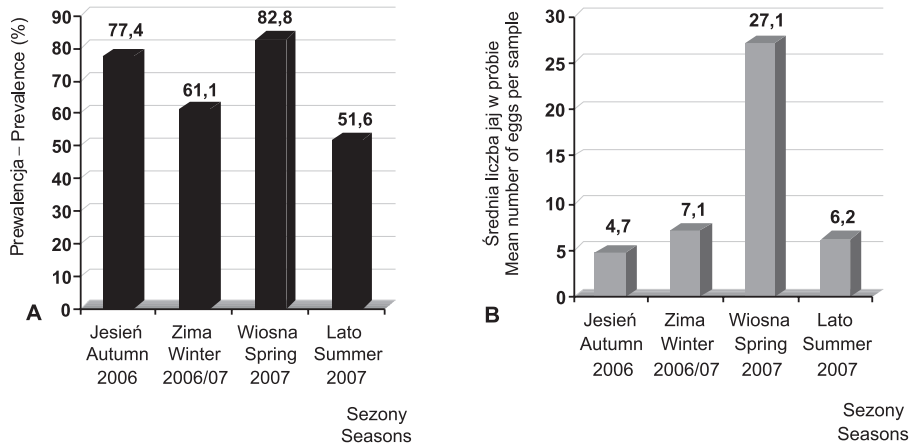 Prewalencja – Prevalence (%)
90
80
70
60
50
40
30
20
10
0
77,4
61,1
82,8
51,6
A
Jesień
Autumn
2006
Zima
Winter
2006/07
Wiosna
Spring
2007
Lato
Summer
2007
Sezony
Seasons
Średnia liczba jaj w próbie
Mean number of eggs per sample
30
25
20
15
10
5
0
4,7
7,1
27,1
6,2
B
Jesień
Autumn
2006
Zima
Winter
2006/07
Wiosna
Spring
2007
Lato
Summer
2007
Sezony
Seasons